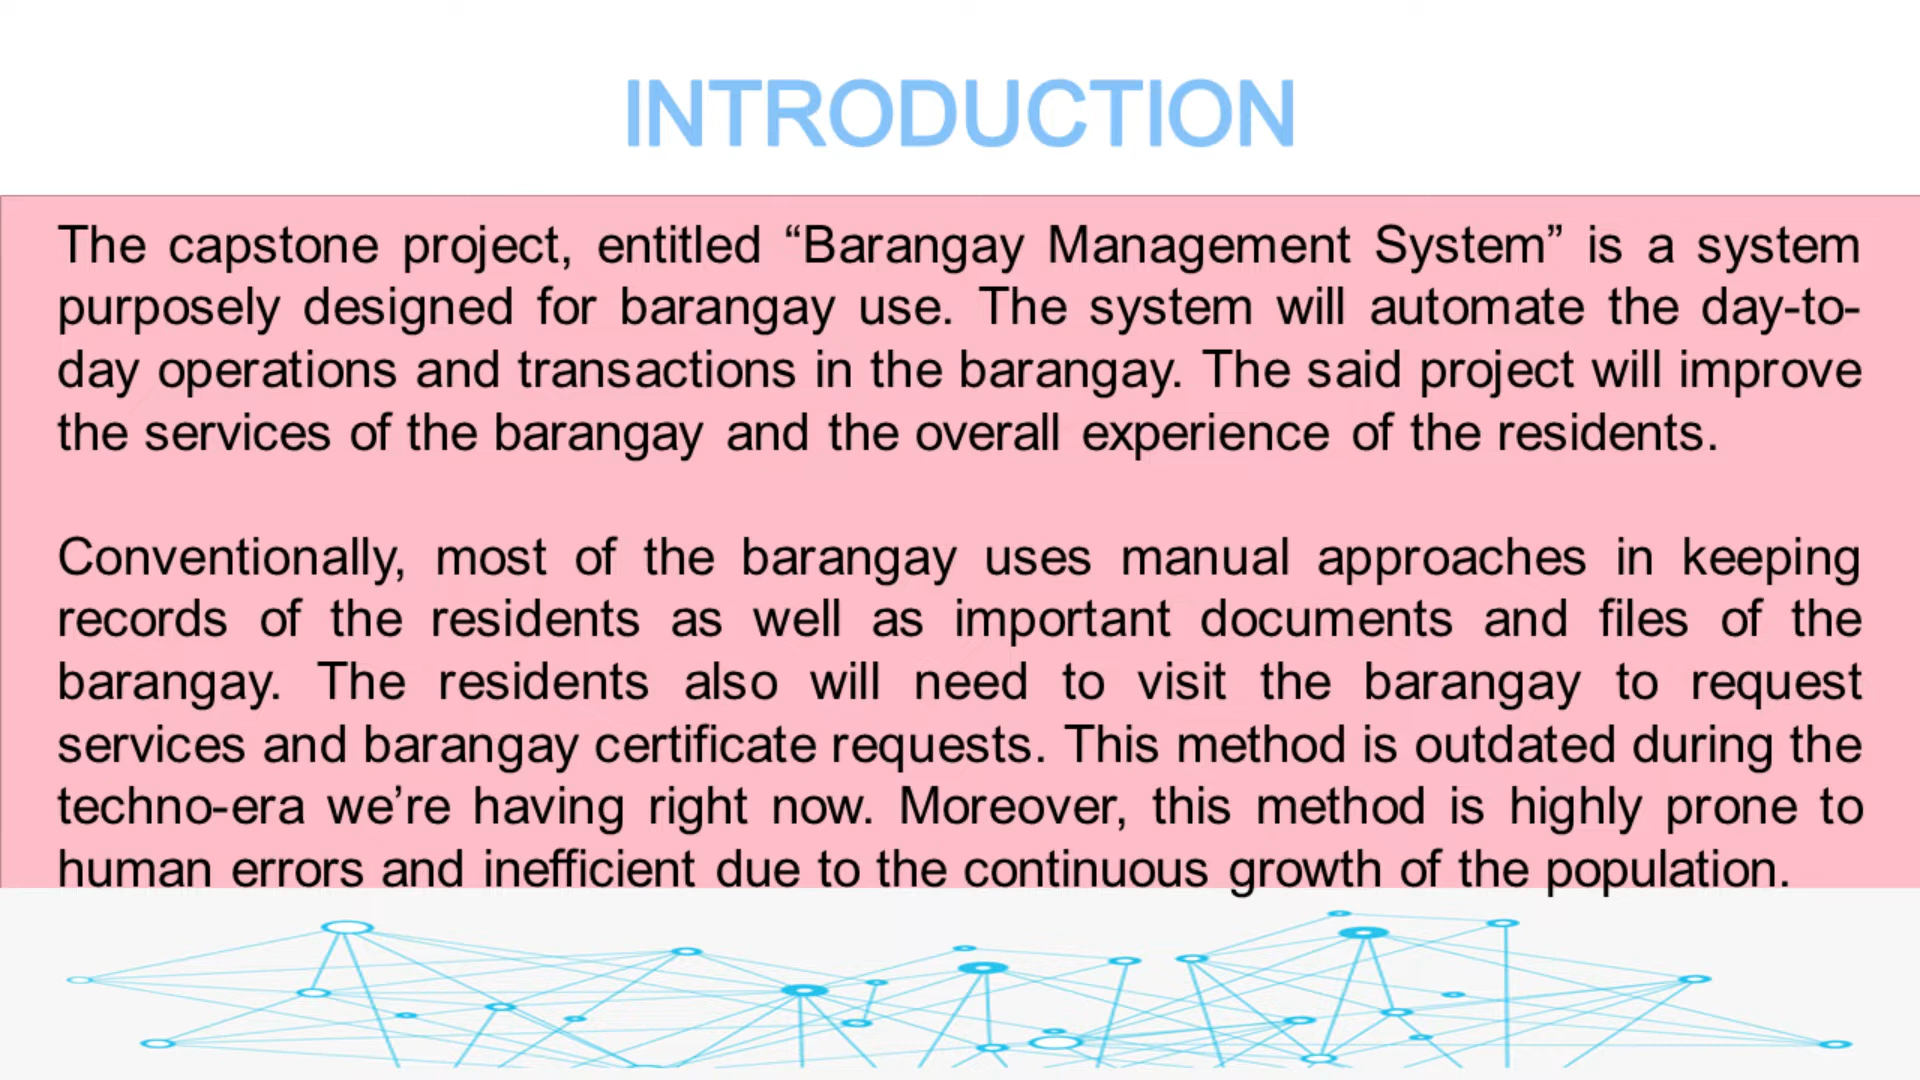 INTRODUCTION
The capstone project, entitled “Barangay Management System” is a system
purposely designed for barangay use. The system will automate the day-to-
day operations and transactions in the barangay. The said project will improve
the services of the barangay and the overall experience of the residents.
Conventionally, most of the barangay uses manual approaches in keeping
records of the residents as well as important documents and files of the
barangay. The residents also will need to visit the barangay to request
services and barangay certificate requests. This method is outdated during the
techno-era we’re having right now. Moreover, this method is highly prone to
human errors and inefficient due to the continuous growth of the population.